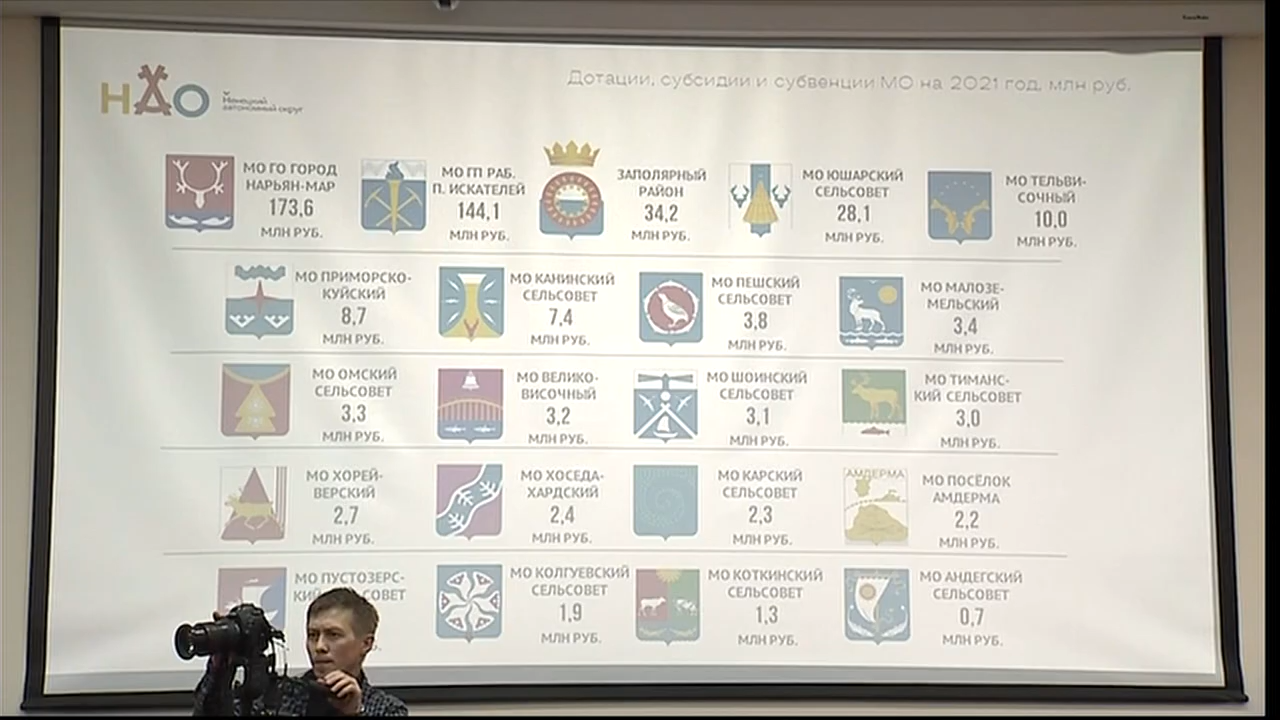 Дотации, субсидии и субвенции МО на 2021 год, млн руб.
НАО
Ненецкий
автономный округ
МО ГО ГОРОД
НАРЬЯН-МАР
173,6
МЛН РУБ.
МО ГП РАБ.
П. ИСКАТЕЛЕЙ
144,1
МЛН РУБ.
ЗАПОЛЯРНЫЙ
РАЙОН
34,2
МЛН РУБ.
МО ЮШАРСКИЙ
СЕЛЬСОВЕТ
28,1
МЛН РУБ.
МО ТЕЛЬВИ-
СОЧНЫЙ
10,0
МЛН РУБ.
МО ПРИМОРСКО-
КУЙСКИЙ
8,7
МЛН РУБ.
МО КАНИНСКИЙ
СЕЛЬСОВЕТ
7,4
МЛН РУБ.
МО ПЕШСКИЙ
СЕЛЬСОВЕТ
3,8
МЛН РУБ.
МО МАЛОЗЕ-
МЕЛЬСКИЙ
3,4
МЛН РУБ.
МО ОМСКИЙ
СЕЛЬСОВЕТ
3,3
МЛН РУБ.
МО ВЕЛИКО-
ВИСОЧНЫЙ
3,2
МЛН РУБ.
МО ШОИНСКИЙ
СЕЛЬСОВЕТ
3,1
МЛН РУБ.
МО ТИМАНС-
КИЙ СЕЛЬСОВЕТ
3,0
МЛН РУБ.
МО ХОРЕЙ-
ВЕРСКИЙ
2,7
МЛН РУБ.
МО ХОСЕДА-
ХАРДСКИЙ
2,4
МЛН РУБ.
МО КАРСКИЙ
СЕЛЬСОВЕТ
2,3
МЛН РУБ.
АМДЕРМА
МО ПОСЁЛОК
АМДЕРМА
2,2
МЛН РУБ.
МО ПУСТОЗЕРС-
МО КОЛГУЕВСКИЙ
СЕЛЬСОВЕТ
1,9
МЛН РУБ.
МО КОТКИНСКИЙ
СЕЛЬСОВЕТ
1,3
МЛН РУБ.
МО АНДЕГСКИЙ
СЕЛЬСОВЕТ
0,7
МЛН РУБ.